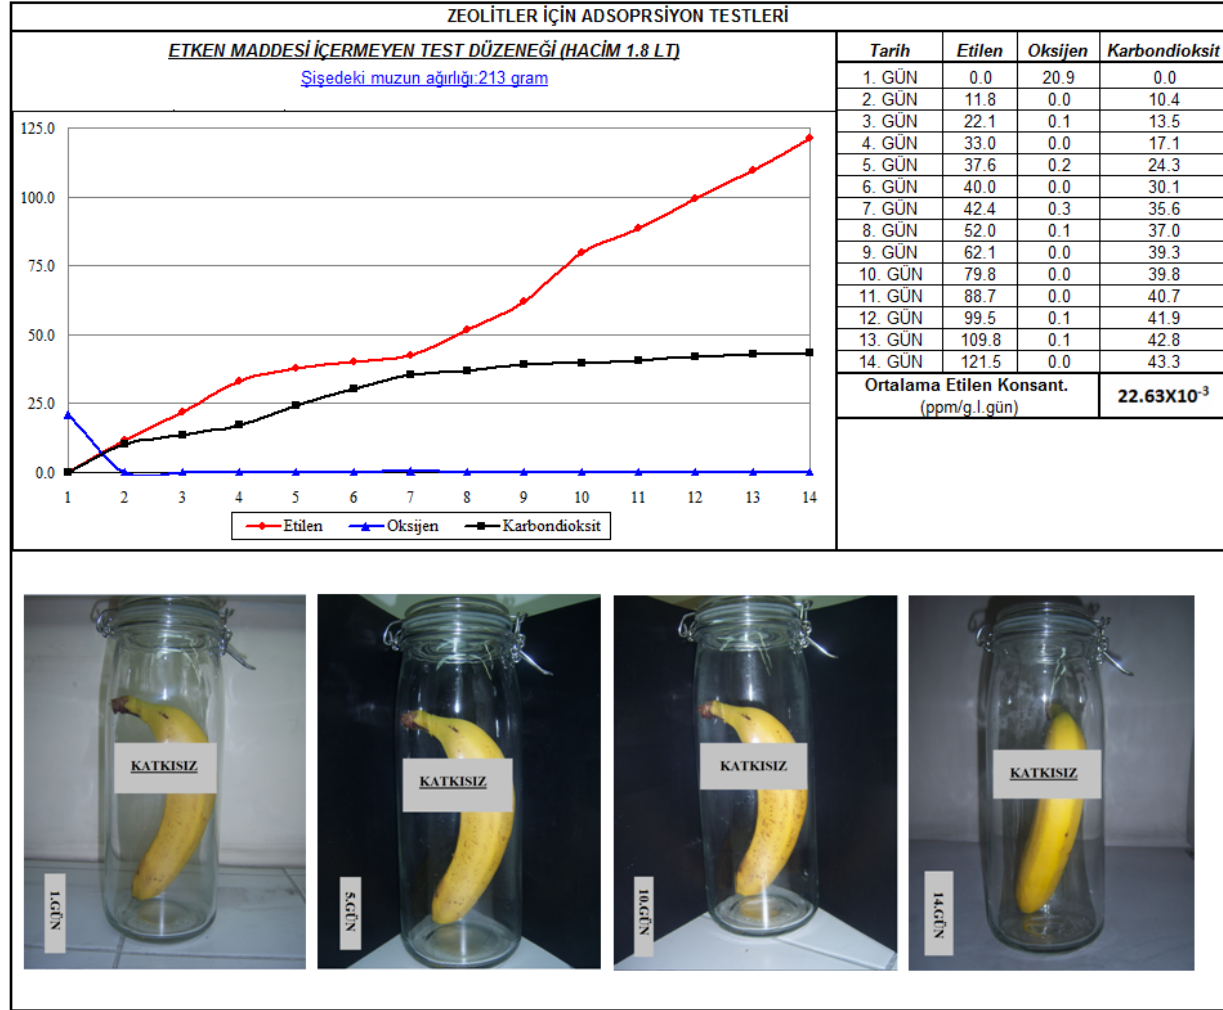 ZEOLİTLER İÇİN ADSOPRSİYON TESTLERİ
ETKEN MADDESİ İÇERMEYEN TEST DÜZENEĞİ (HACİM 1.8 LT)
Şişedeki muzun ağırlığı:213 gram
125.0
100.0
75.0
50.0
25.0
0.0
1 2 3 4 5 6 7 8 9 10 11 12 13 14
Etilen Oksijen Karbondioksit
Tarih Etilen Oksijen Karbondioksit
1. GÜN 0.0 20.9 0.0
2. GÜN 11.8 0.0 10.4
3. GÜN 22.1 0.1 13.5
4. GÜN 33.0 0.0 17.1
5. GÜN 37.6 0.2 24.3
6. GÜN 40.0 0.0 30.1
7. GÜN 42.4 0.3 35.6
8. GÜN 52.0 0.1 37.0
9. GÜN 62.1 0.0 39.3
10. GÜN 79.8 0.0 39.8
11. GÜN 88.7 0.0 40.7
12. GÜN 99.5 0.1 41.9
13. GÜN 109.8 0.1 42.8
14. GÜN 121.5 0.0 43.3
Ortalama Etilen Konsant.
(ppm/g.l.gün)
22.63X10⁻³
KATKISIZ
1.GÜN
KATKISIZ
5.GÜN
KATKISIZ
10.GÜN
KATKISIZ
14.GÜN